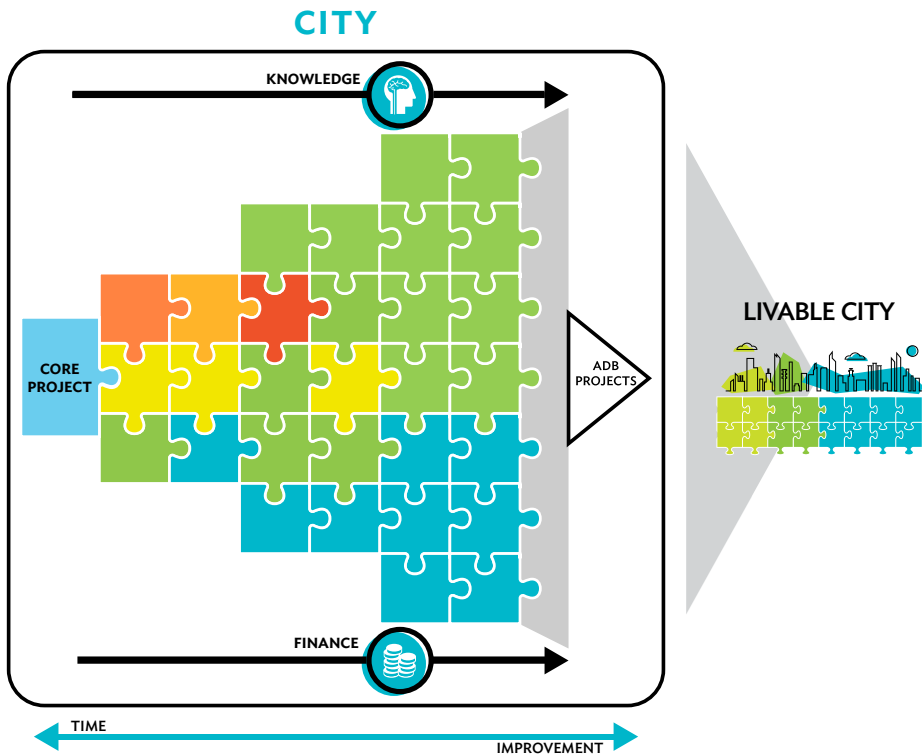 CITY
KNOWLEDGE
CORE
PROJECT
ADB
PROJECTS
LIVABLE CITY
FINANCE
TIME
IMPROVEMENT